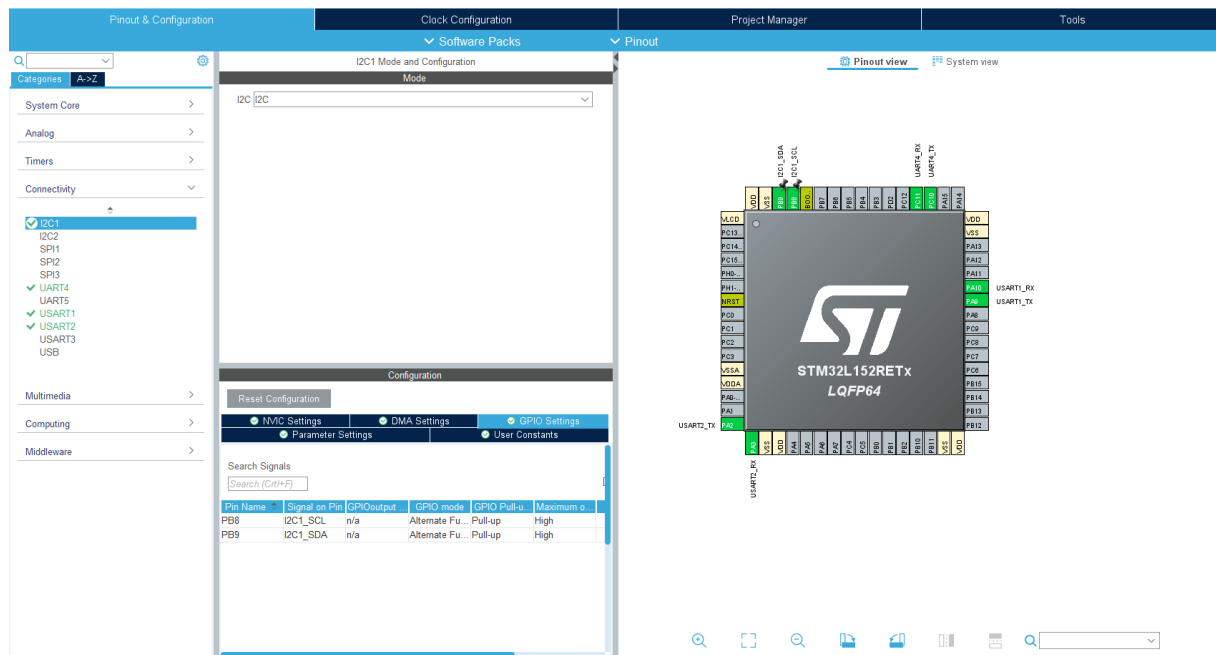 Pinout & Configuration
Clock Configuration
Project Manager
Tools
Software Packs
Pinout
Categories A->Z
System Core
Analog
Timers
Connectivity
I2C1
I2C2
SPI1
SPI2
SPI3
UART4
UART5
USART1
USART2
USART3
USB
Multimedia
Computing
Middleware
I2C1 Mode and Configuration
Mode
I2C I2C
Configuration
Reset Configuration
NVIC Settings DMA Settings GPIO Settings
Parameter Settings User Constants
Search Signals
Search (Crtl+F)
Pin Name Signal on Pin GPIOoutput ... GPIO mode GPIO Pull-u... Maximum o...
PB8 I2C1_SCL n/a Alternate Fu... Pull-up High
PB9 I2C1_SDA n/a Alternate Fu... Pull-up High
Pinout view System view
I2C1_SDA
I2C1_SCL
UART4_RX
UART4_TX
VDD VSS PB9 PB8 BOO... PB7 PB6 PB5 PB4 PB3 PD2 PC12 PC11 PC10 PA15 PA14
VLCD
PC13...
PC14...
PC15...
PH0-...
PH1-...
NRST
PC0
PC1
PC2
PC3
VSSA
VDDA
PA0-...
PA1
USART2_TX PA2
STM32L152RETx
LQFP64
VDD
VSS
PA13
PA12
PA11
PA10 USART1_RX
PA9 USART1_TX
PA8
PC9
PC8
PC7
PC6
PB15
PB14
PB13
PB12
PA3 VSS VDD PA4 PA5 PA6 PA7 PC4 PC5 PB0 PB1 PB2 PB10 PB11 VSS VDD
USART2_RX